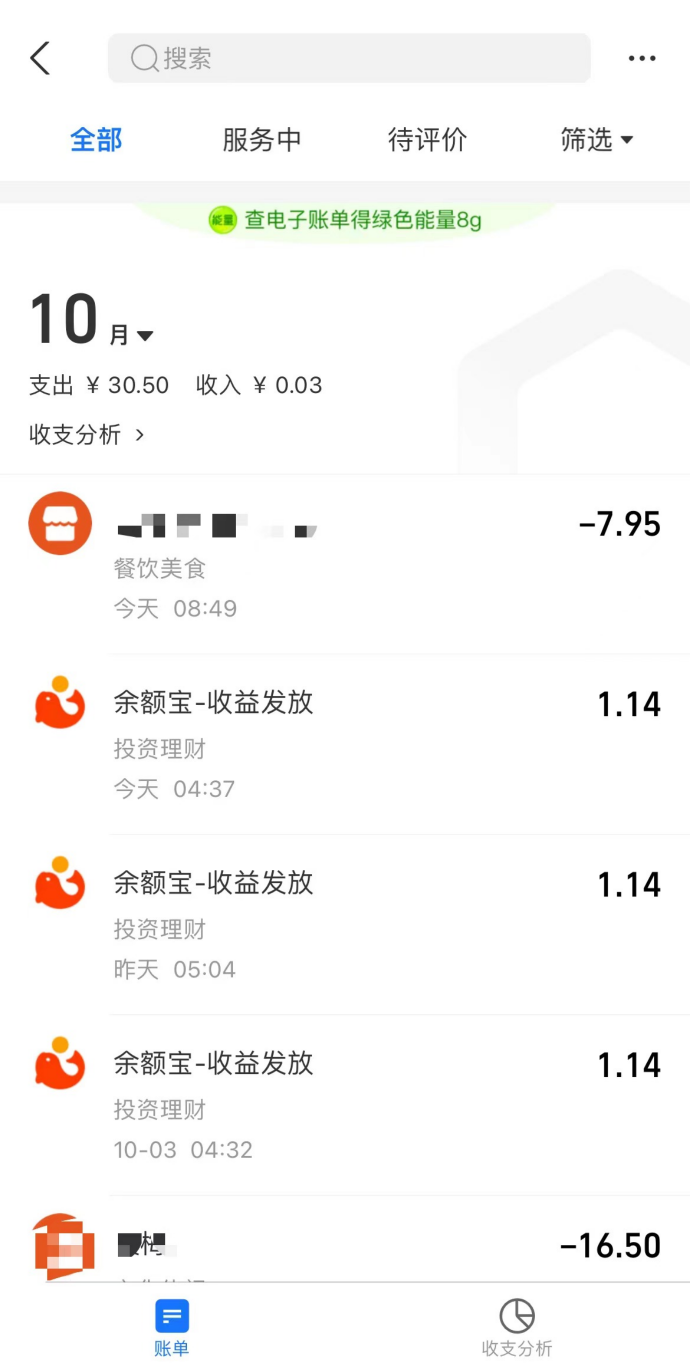 搜索
全部 服务中 待评价 筛选
能量 查电子账单得绿色能量8g
10月
支出 ¥ 30.50 收入 ¥ 0.03
收支分析
-7.95
餐饮美食
今天 08:49
余额宝-收益发放 1.14
投资理财
今天 04:37
余额宝-收益发放 1.14
投资理财
昨天 05:04
余额宝-收益发放 1.14
投资理财
10-03 04:32
梅 -16.50
账单 收支分析